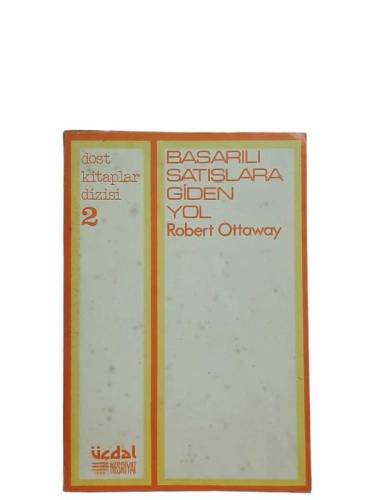 dost
kitaplar
dizisi
2
BASARILI
SATISLARA
GİDEN
YOL
Robert Ottaway
üçdal
NEŞRİYAT